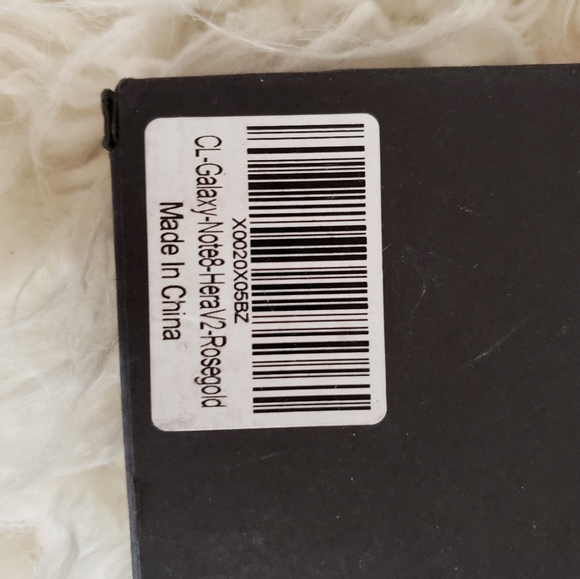 X0020X05BZ
CL-Galaxy-Note8-HeraV2-Rosegold
Made In China